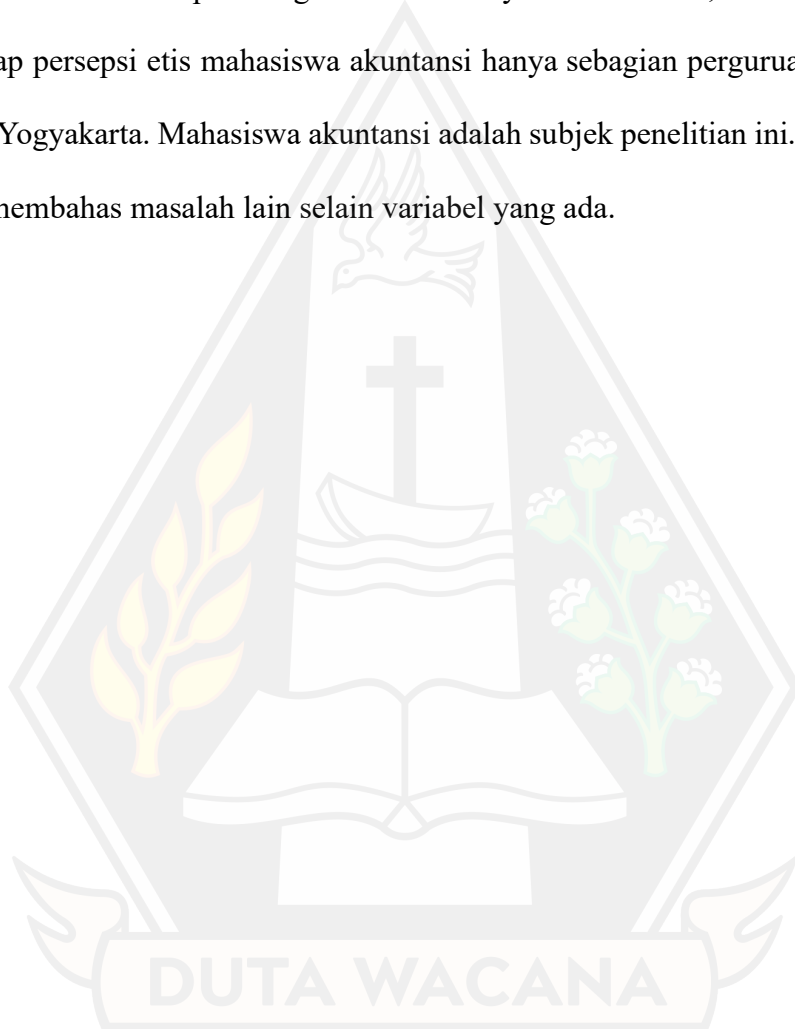 ap persepsi etis mahasiswa akuntansi hanya sebagian pergurua
Yogyakarta. Mahasiswa akuntansi adalah subjek penelitian ini.
membahas masalah lain selain variabel yang ada.
DUTA WACANA